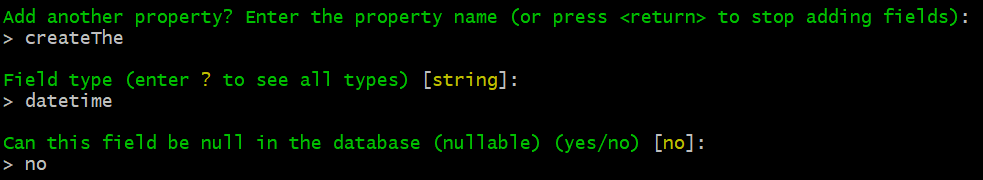 Add another property? Enter the property name (or press <return> to stop adding fields):
> createThe
Field type (enter ? to see all types) [string]:
> datetime
Can this field be null in the database (nullable) (yes/no) [no]:
> no